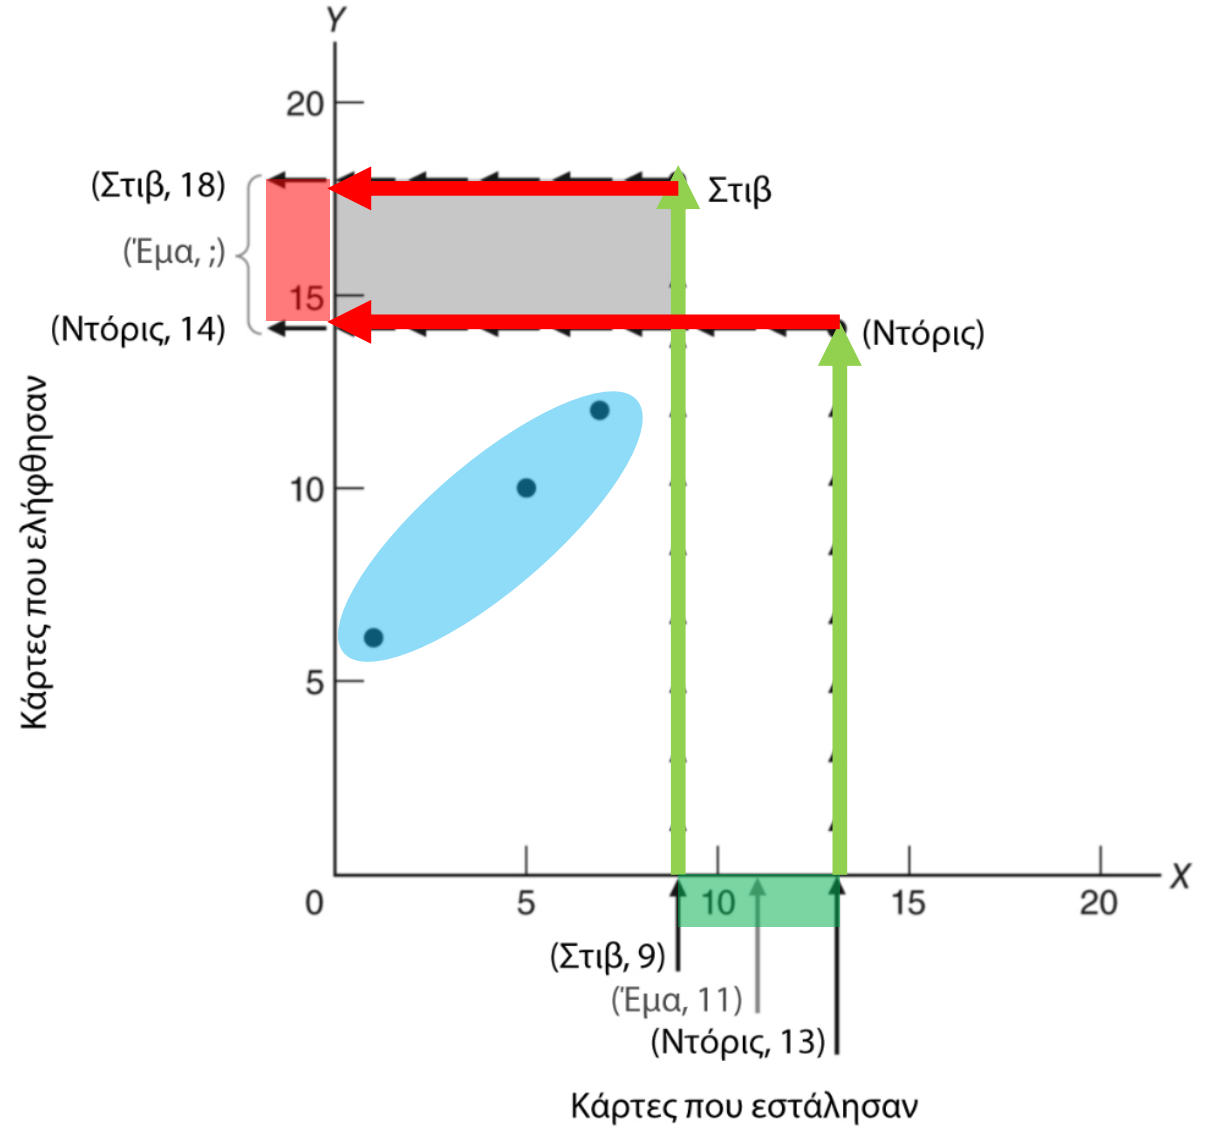 Y
20
(Στιβ, 18)
Στιβ
(Έμα, ;)
15
(Ντόρις, 14)
(Ντόρις)
Κάρτες που ελήφθησαν
10
5
X
0
5
10
15
20
(Στιβ, 9)
(Έμα, 11)
(Ντόρις, 13)
Κάρτες που εστάλησαν